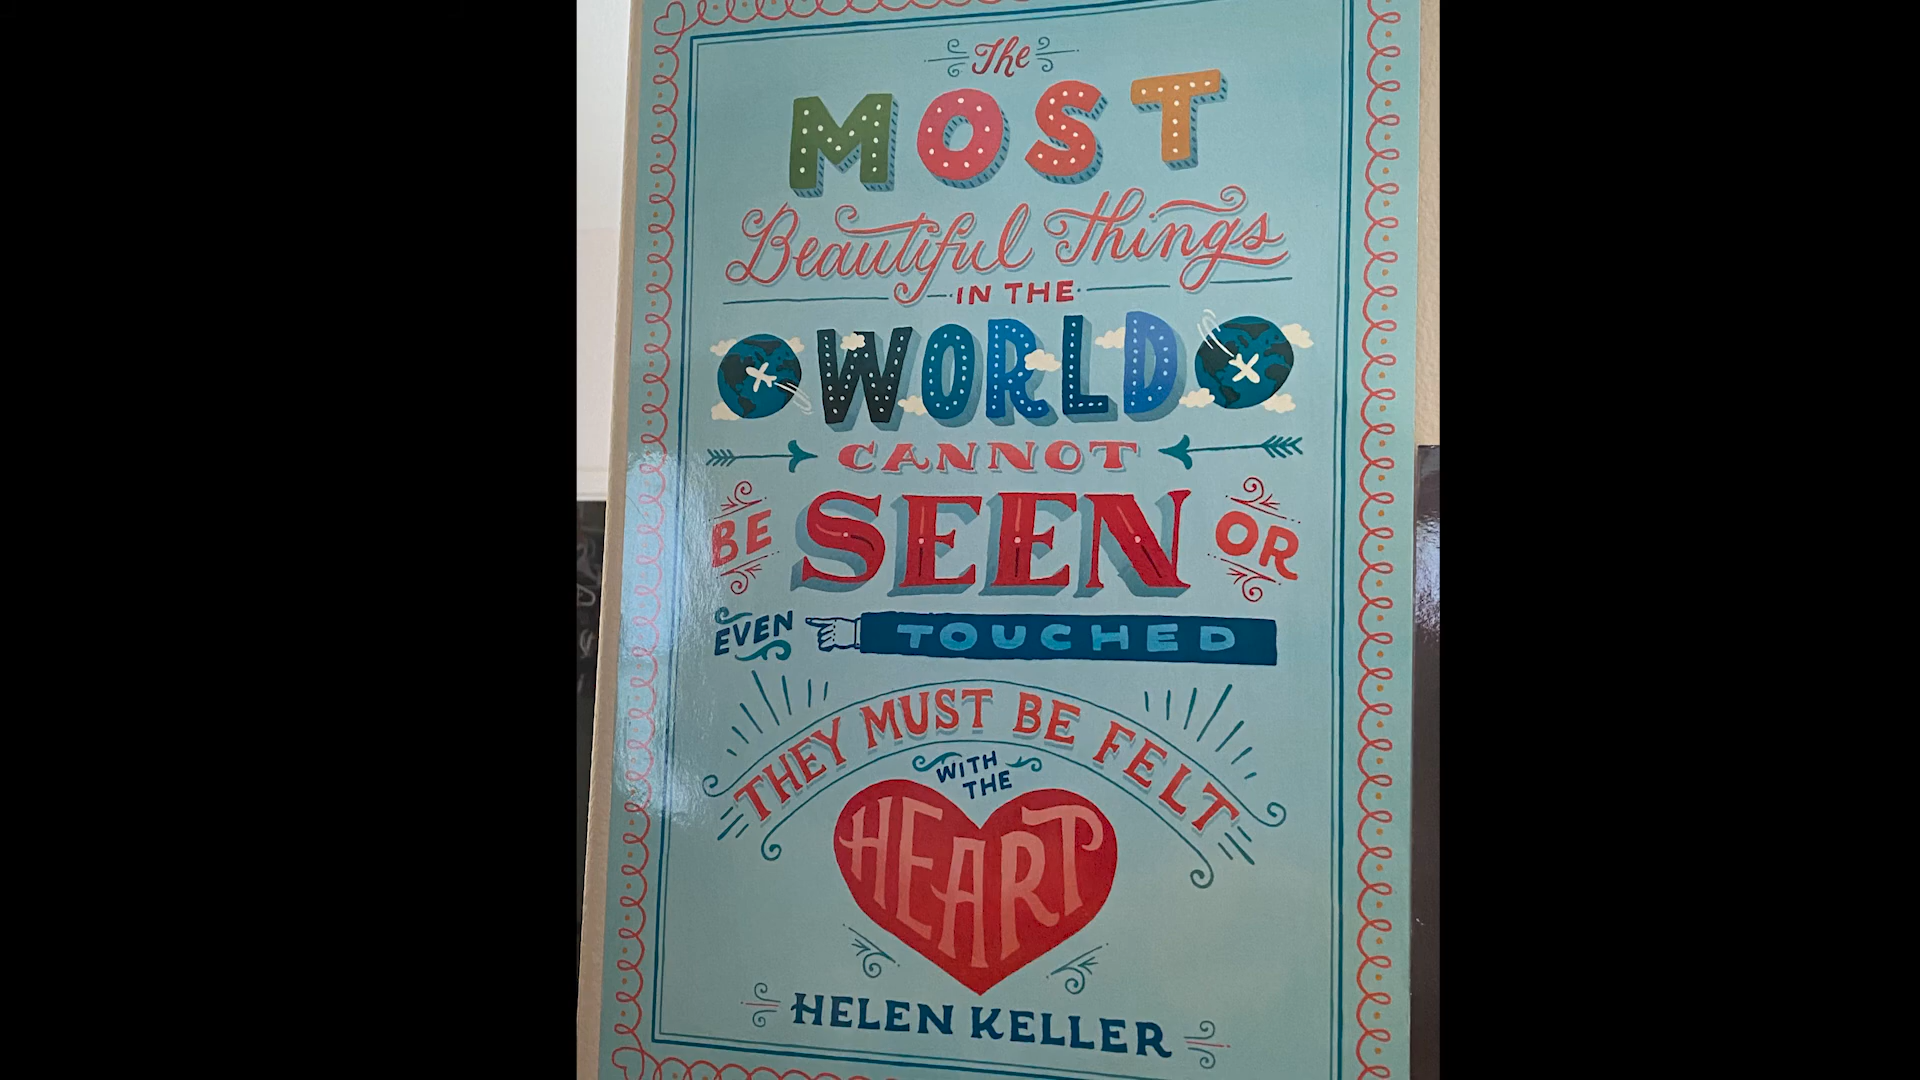 The
MOST
Beautiful Things
IN THE
WORLD
CANNOT
BE SEEN OR
EVEN TOUCHED
THEY MUST BE FELT
WITH
THE
HEART
HELEN KELLER